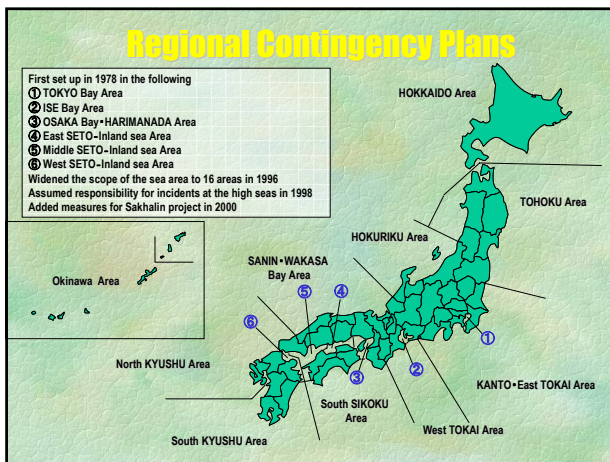 Regional Contingency Plans
First set up in 1978 in the following
① TOKYO Bay Area
② ISE Bay Area
③ OSAKA Bay・HARIMANADA Area
④ East SETO-Inland sea Area
⑤ Middle SETO-Inland sea Area
⑥ West SETO-Inland sea Area
Widened the scope of the sea area to 16 areas in 1996
Assumed responsibility for incidents at the high seas in 1998
Added measures for Sakhalin project in 2000
HOKKAIDO Area
TOHOKU Area
HOKURIKU Area
SANIN・WAKASA
Bay Area
Okinawa Area
⑤
④
⑥
①
North KYUSHU Area
③
②
KANTO・East TOKAI Area
South SIKOKU
Area
West TOKAI Area
South KYUSHU Area